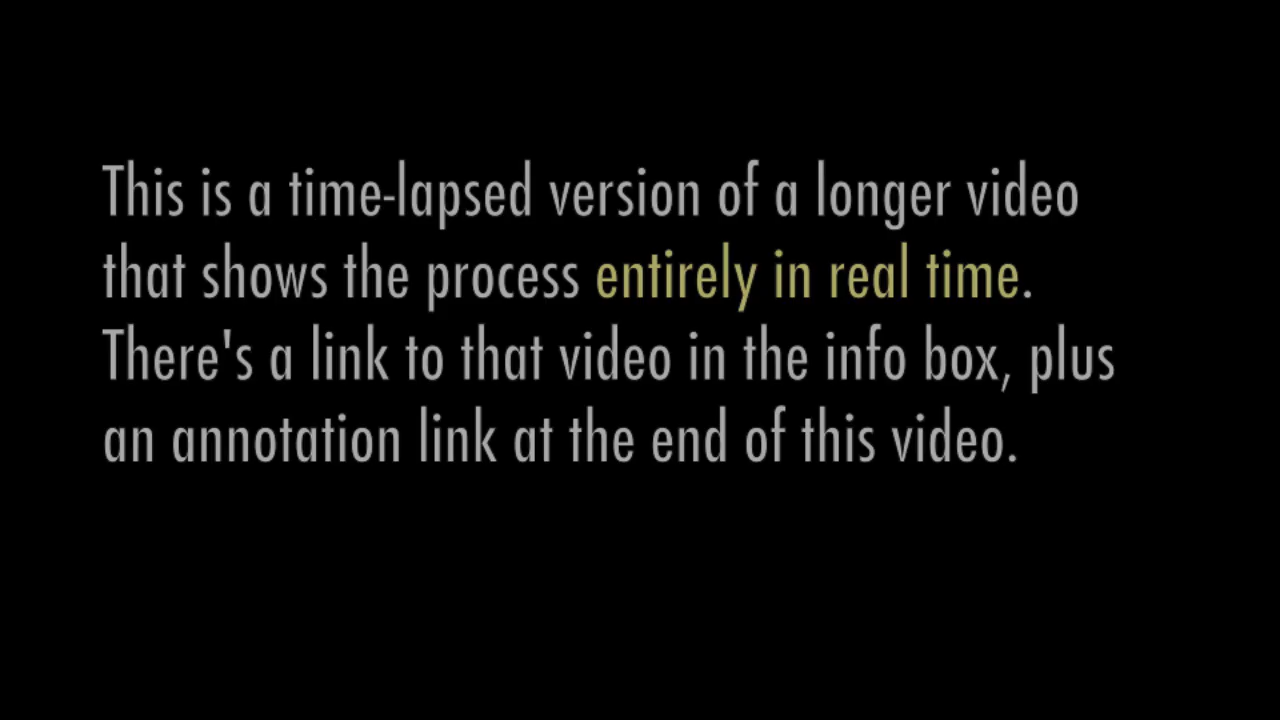 This is a time-lapsed version of a longer video
that shows the process entirely in real time.
There's a link to that video in the info box, plus
an annotation link at the end of this video.